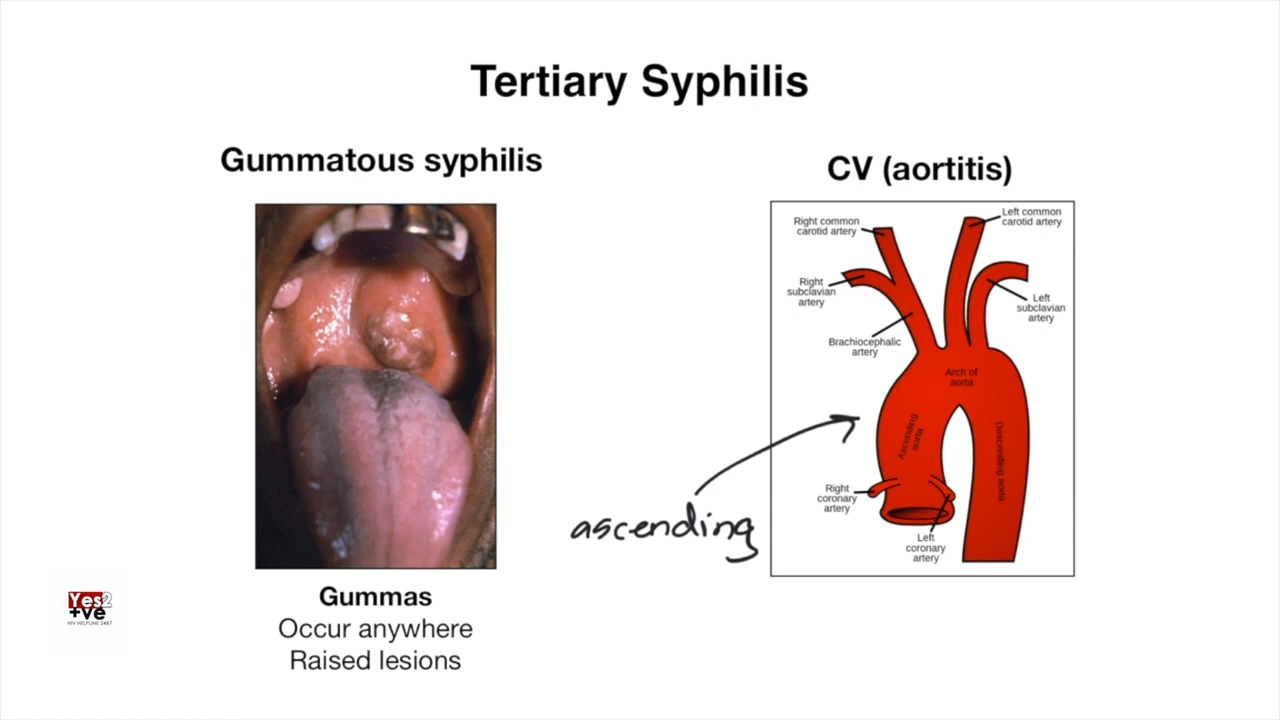 Tertiary Syphilis
Gummatous syphilis
Gummas
Occur anywhere
Raised lesions
CV (aortitis)
Right common
carotid artery
Left common
carotid artery
Right
subclavian
artery
Left
subclavian
artery
Brachiocephalic
artery
Arch of
aorta
Ascending
aorta
Descending aorta
Right
coronary
artery
Left
coronary
artery
ascending
Yes2
+ve
HIV HELPLINE 24X7